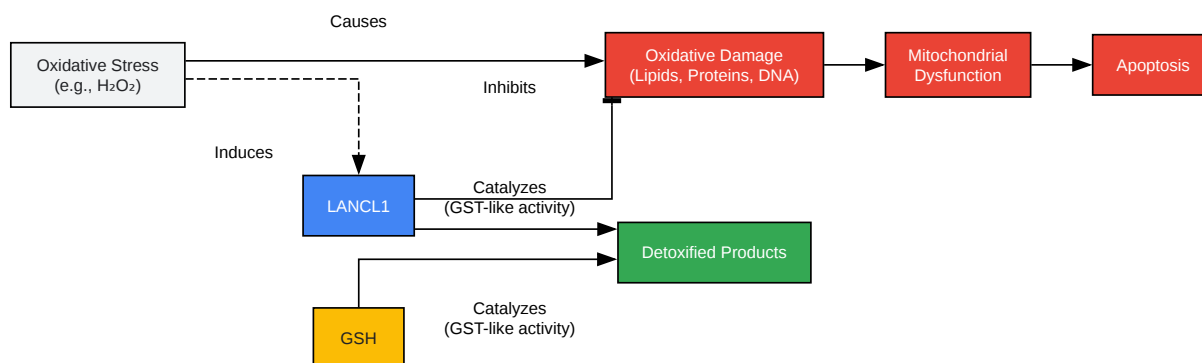 Causes
Oxidative Stress
(e.g., H₂O₂)
Oxidative Damage
(Lipids, Proteins, DNA)
Mitochondrial
Dysfunction
Apoptosis
Inhibits
Induces
LANCL1
Catalyzes
(GST-like activity)
Detoxified Products
Catalyzes
(GST-like activity)
GSH